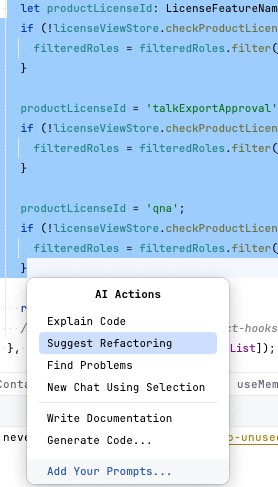 let productLicenseId: LicenseFeatureNam
if (!licenseViewStore.checkProductLicen
filteredRoles = filteredRoles.filter(
}
productLicenseId = 'talkExportApproval'
if (!licenseViewStore.checkProductLicen
filteredRoles = filteredRoles.filter(
}
productLicenseId = 'qna';
if (!licenseViewStore.checkProductLicen
filteredRoles = filteredRoles.filter(
}
r
AI Actions
/
ct-hooks
Explain Code
},
List]);
Suggest Refactoring
Find Problems
Conta
useMem
New Chat Using Selection
Write Documentation
neve
o-unuse
Generate Code...
Add Your Prompts...